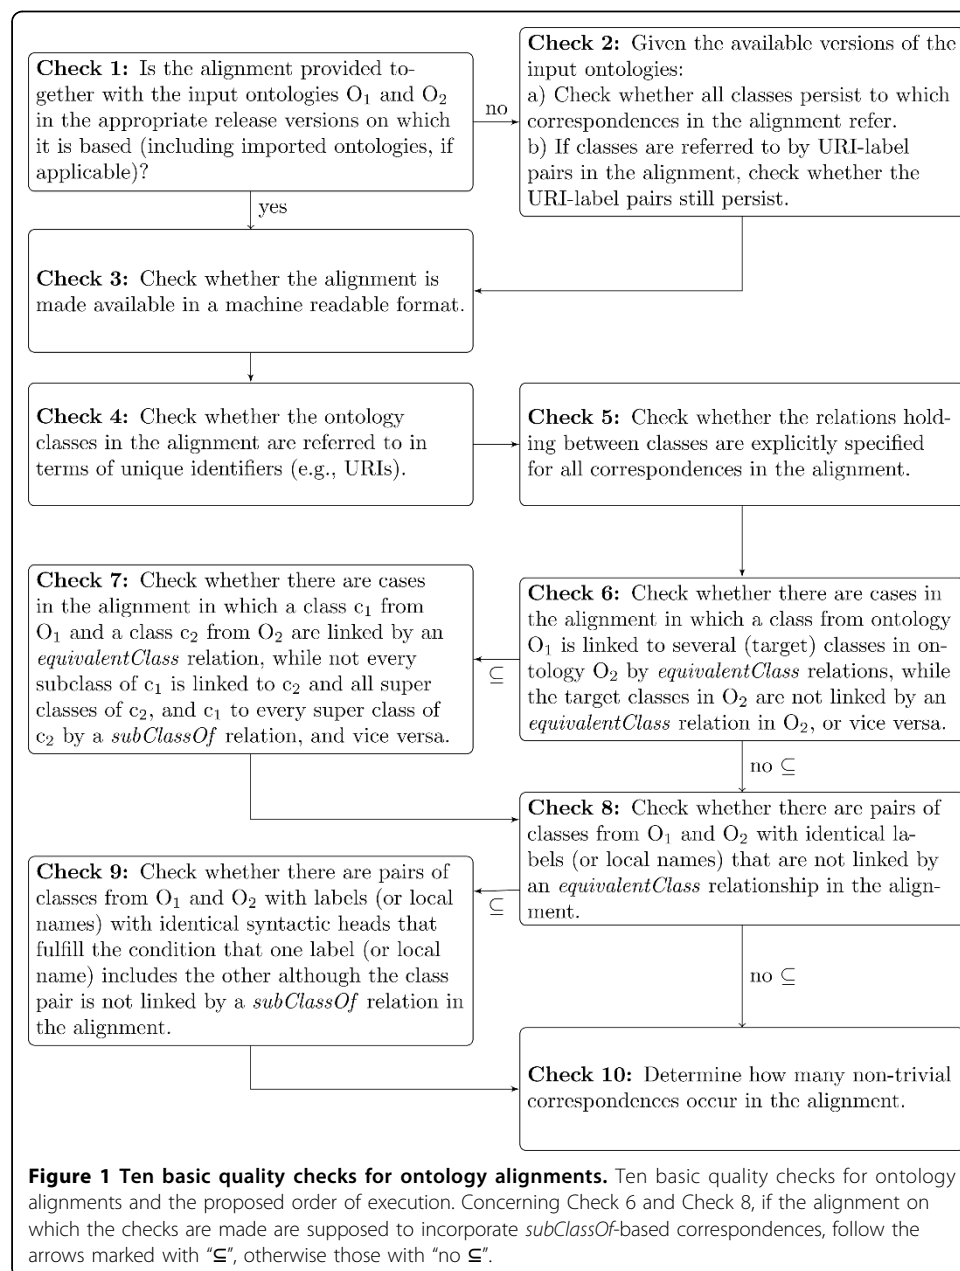 Check 1: Is the alignment provided to-
gether with the input ontologies O₁ and O₂
in the appropriate release versions on which
it is based (including imported ontologies, if
applicable)?
no
Check 2: Given the available versions of the
input ontologies:
a) Check whether all classes persist to which
correspondences in the alignment refer.
b) If classes are referred to by URI-label
pairs in the alignment, check whether the
URI-label pairs still persist.
yes
Check 3: Check whether the alignment is
made available in a machine readable format.
Check 4: Check whether the ontology
classes in the alignment are referred to in
terms of unique identifiers (e.g., URIs).
Check 5: Check whether the relations hold-
ing between classes are explicitly specified
for all correspondences in the alignment.
Check 6: Check whether there are cases in
the alignment in which a class from ontology
O₁ is linked to several (target) classes in on-
tology O₂ by equivalentClass relations, while
the target classes in O₂ are not linked by an
equivalentClass relation in O₂, or vice versa.
⊆
Check 7: Check whether there are cases
in the alignment in which a class c₁ from
O₁ and a class c₂ from O₂ are linked by an
equivalentClass relation, while not every
subclass of c₁ is linked to c₂ and all super
classes of c₂, and c₁ to every super class of
c₂ by a subClassOf relation, and vice versa.
no ⊆
Check 8: Check whether there are pairs of
classes from O₁ and O₂ with identical la-
bels (or local names) that are not linked by
an equivalentClass relationship in the align-
ment.
⊆
Check 9: Check whether there are pairs of
classes from O₁ and O₂ with labels (or local
names) with identical syntactic heads that
fulfill the condition that one label (or local
name) includes the other although the class
pair is not linked by a subClassOf relation in
the alignment.
no ⊆
Check 10: Determine how many non-trivial
correspondences occur in the alignment.
Figure 1 Ten basic quality checks for ontology alignments. Ten basic quality checks for ontology
alignments and the proposed order of execution. Concerning Check 6 and Check 8, if the alignment on
which the checks are made are supposed to incorporate subClassOf-based correspondences, follow the
arrows marked with “⊆”, otherwise those with “no ⊆”.